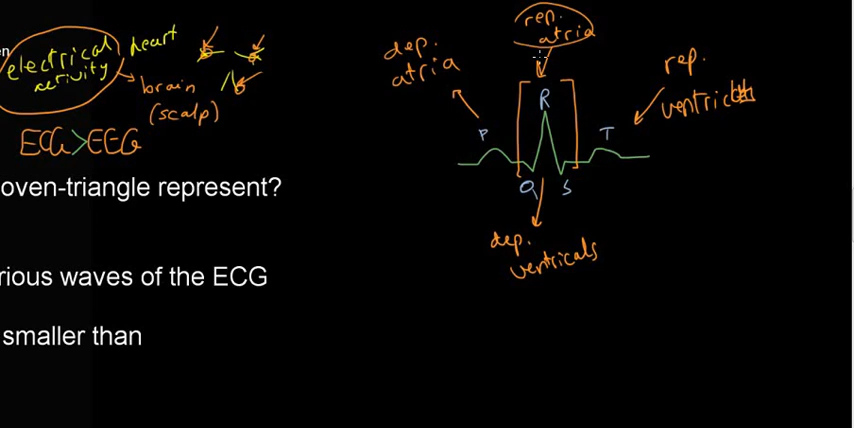 en
electrical
activity
heart
brain
(scalp)
ECG>EEG
oven-triangle represent?
rious waves of the ECG
smaller than
rep.
atria
dep.
atria
rep.
P
R
T
Q
S
dep.
ventricals